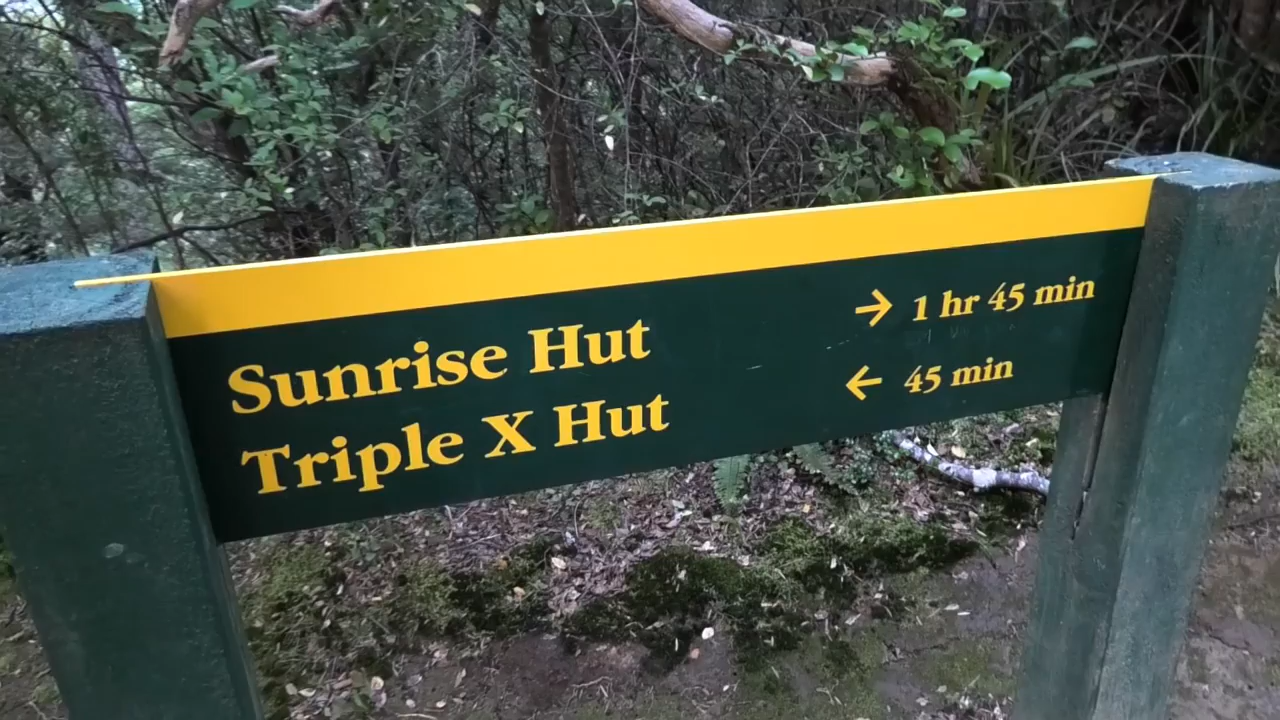 Sunrise Hut → 1 hr 45 min
Triple X Hut ← 45 min